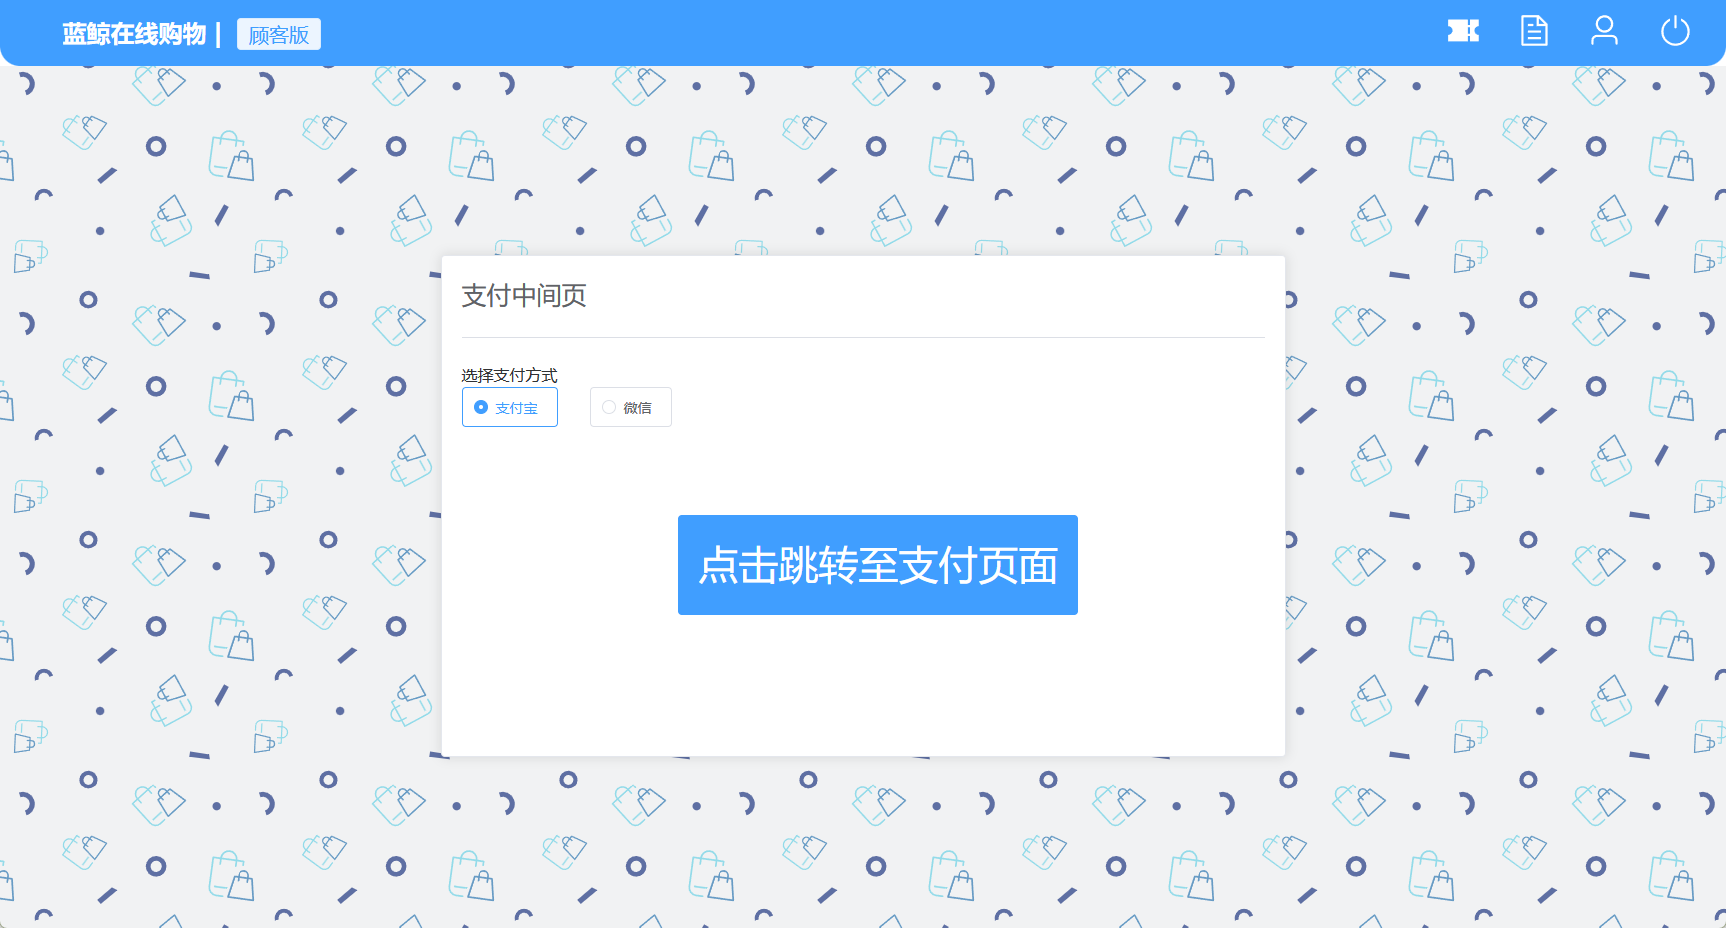 蓝鲸在线购物 | 顾客版
支付中间页
选择支付方式
支付宝 微信
点击跳转至支付页面